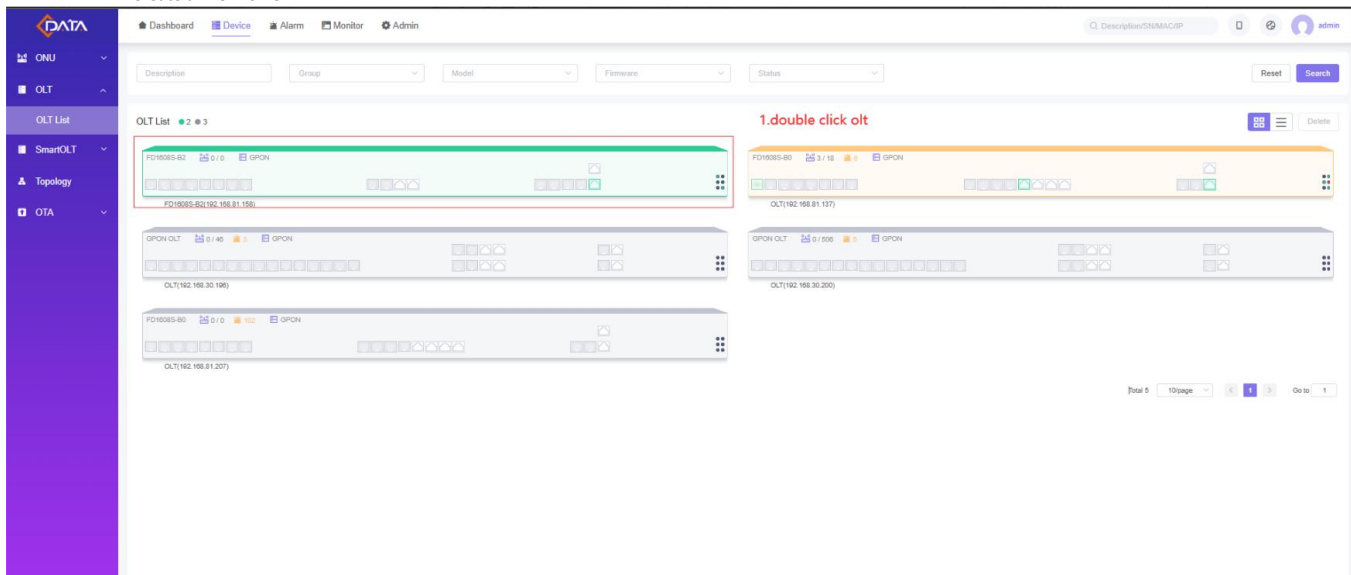 DATA
Dashboard Device Alarm Monitor Admin
Description/SN/MAC/IP
admin
ONU
OLT
OLT List
SmartOLT
Topology
OTA
Description Group Model Firmware Status Reset Search
OLT List 2 3
1.double click olt
Delete
FD1608S-B2 0 / 0 GPON
FD1608S-B2(192.168.81.158)
FD1608S-B0 3 / 18 6 GPON
OLT(192.168.81.137)
GPON OLT 0 / 46 3 GPON
OLT(192.168.30.196)
GPON OLT 0 / 506 6 GPON
OLT(192.168.30.200)
FD1608S-B0 0 / 0 102 GPON
OLT(192.168.81.207)
Total 5 10/page 1 Go to 1